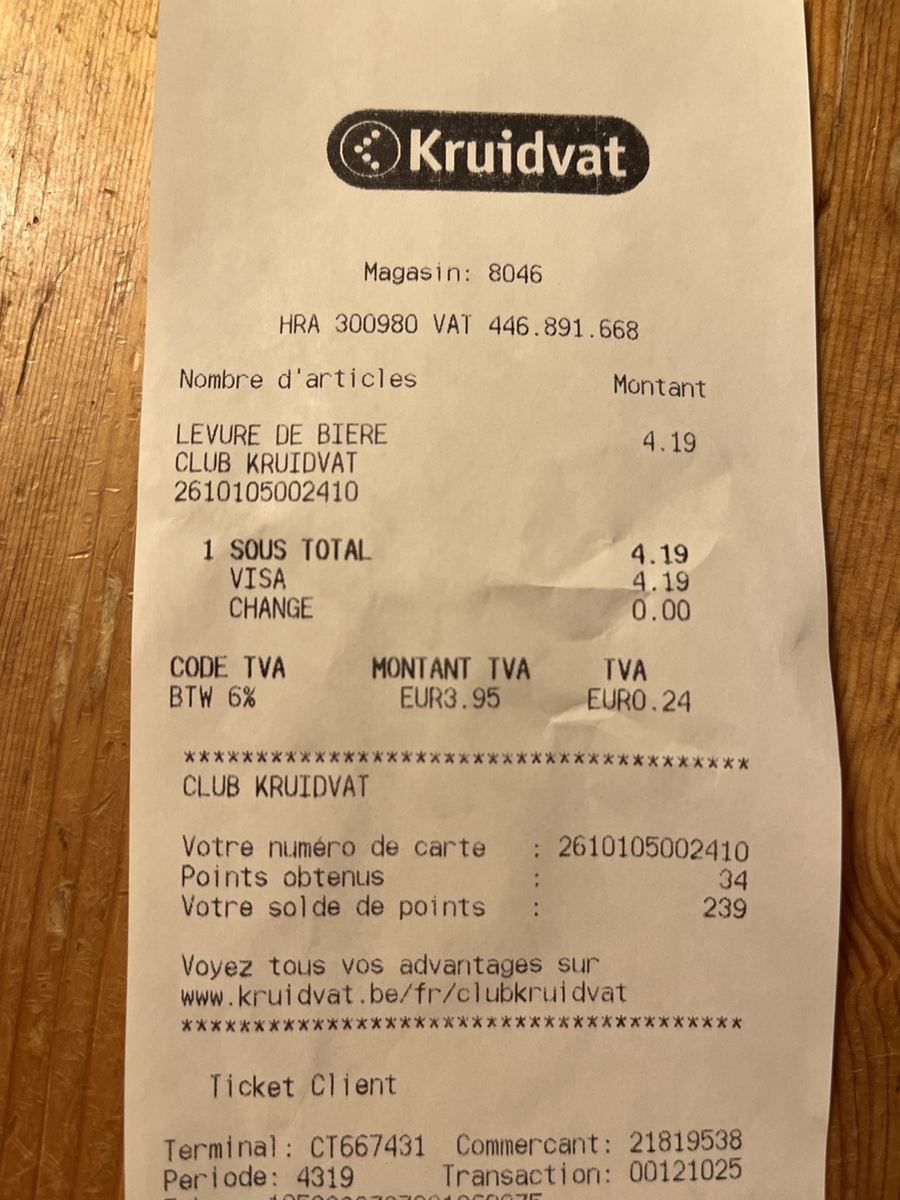 Kruidvat
Magasin: 8046
HRA 300980 VAT 446.891.668
Nombre d'articles Montant
LEVURE DE BIERE 4.19
CLUB KRUIDVAT
2610105002410
1 SOUS TOTAL 4.19
VISA 4.19
CHANGE 0.00
CODE TVA MONTANT TVA TVA
BTW 6% EUR3.95 EUR0.24
***************************************
CLUB KRUIDVAT
Votre numéro de carte : 2610105002410
Points obtenus : 34
Votre solde de points : 239
Voyez tous vos advantages sur
www.kruidvat.be/fr/clubkruidvat
***************************************
Ticket Client
Terminal: CT667431 Commercant: 21819538
Periode: 4319 Transaction: 00121025